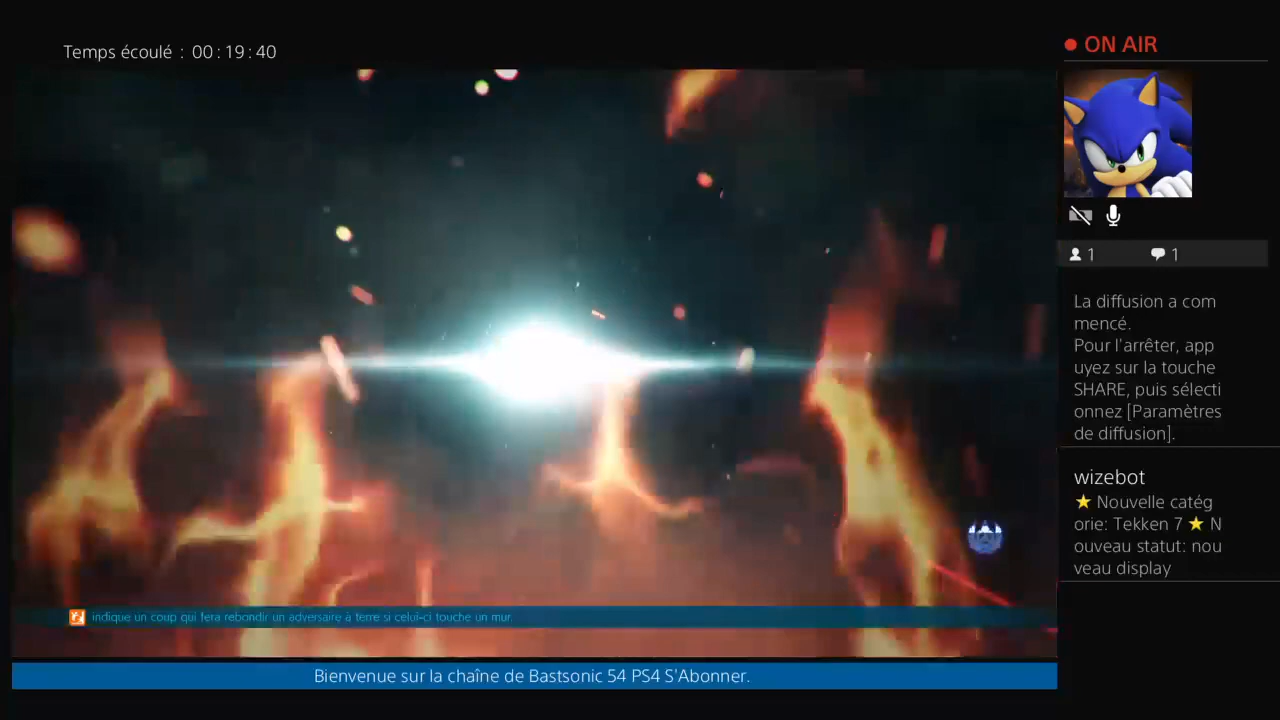 Temps écoulé : 00:19:40
ON AIR
1 1
La diffusion a com
mencé.
Pour l'arrêter, app
uyez sur la touche
SHARE, puis sélecti
onnez [Paramètres
de diffusion].
wizebot
⭐ Nouvelle catég
orie: Tekken 7 ⭐ N
ouveau statut: nou
veau display
indique un coup qui fera rebondir un adversaire à terre si celui-ci touche un mur.
Bienvenue sur la chaîne de Bastsonic 54 PS4 S'Abonner.